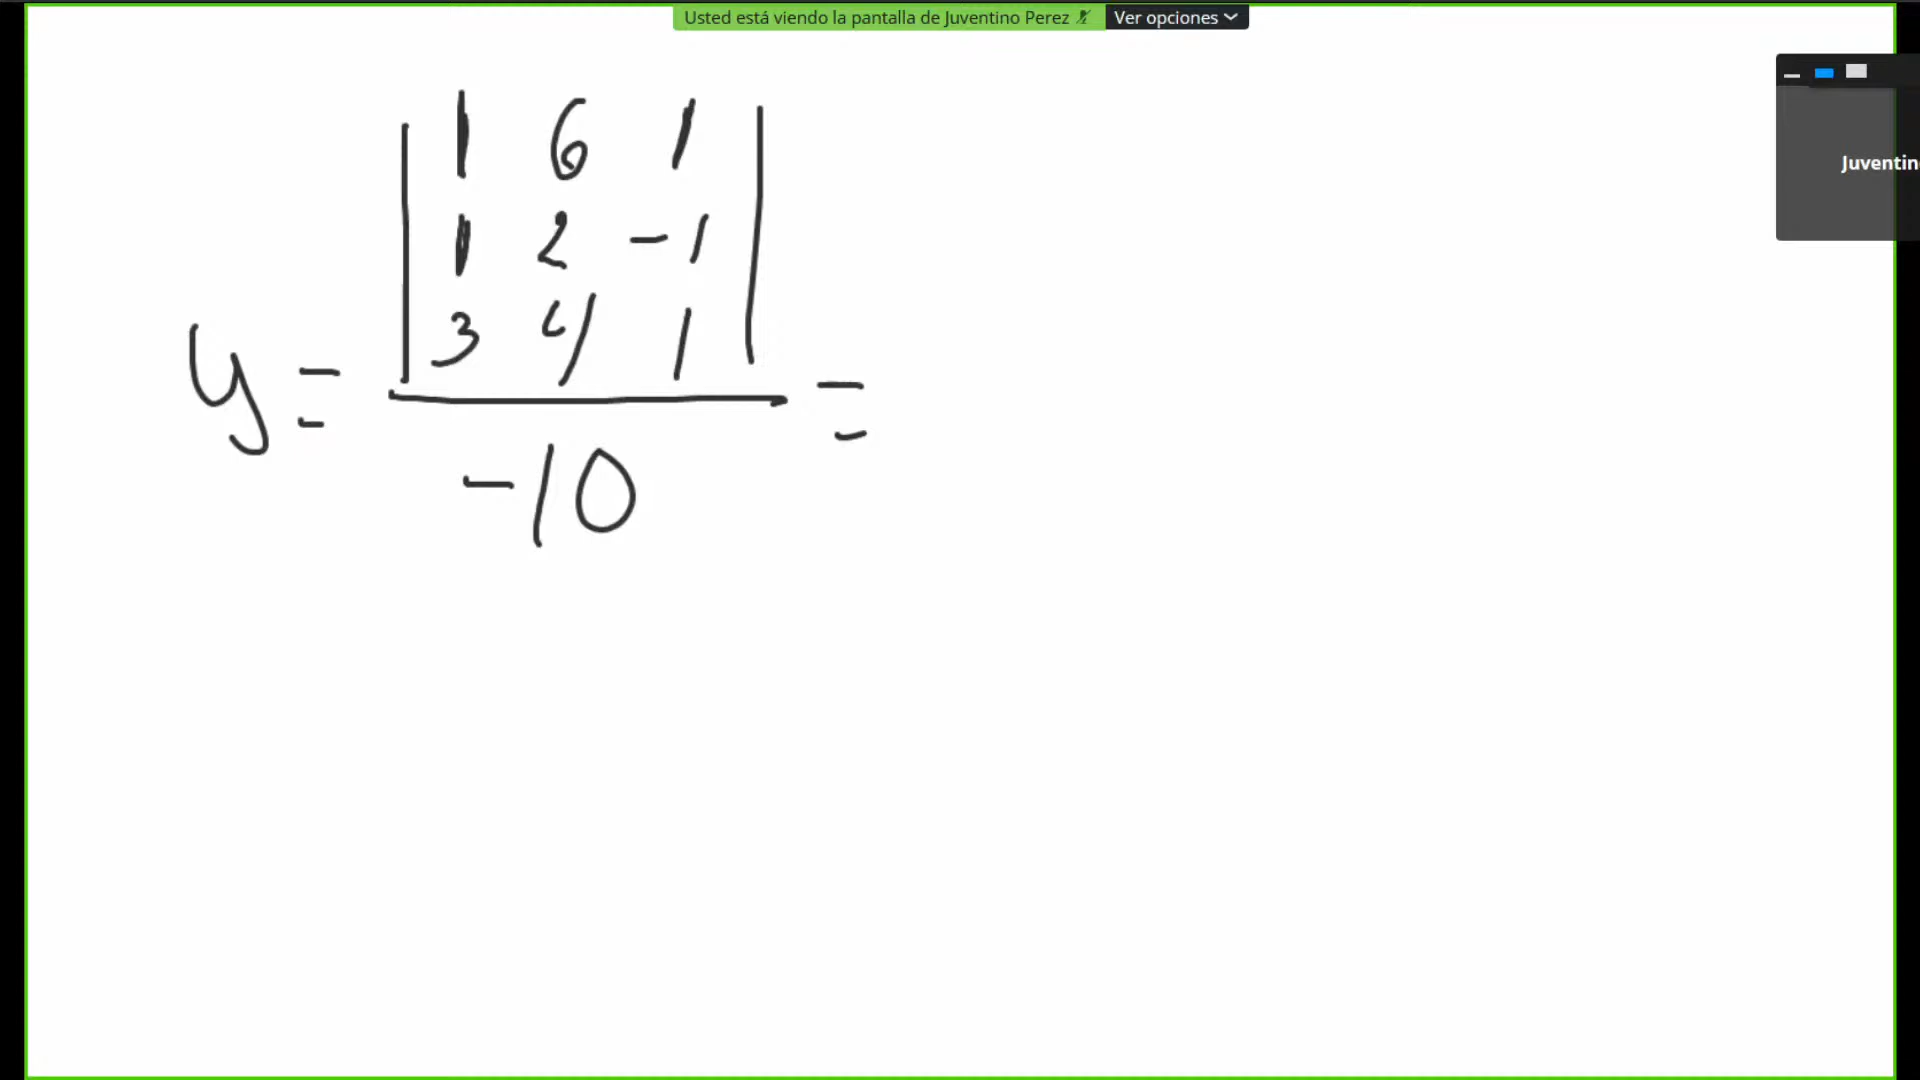 Usted está viendo la pantalla de Juventino Perez
Ver opciones
1 6 1
1 2 -1
3 4 1
y = =
-10